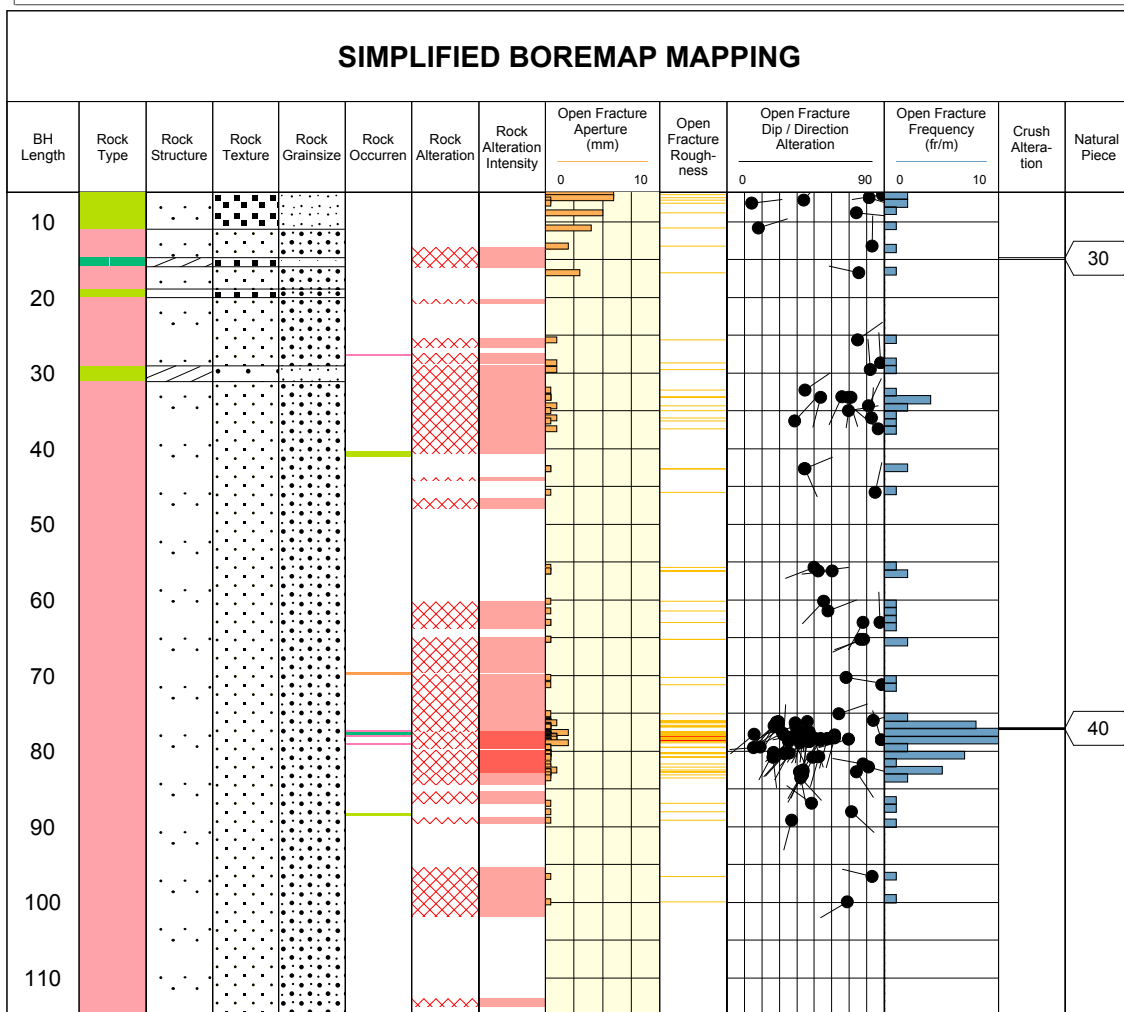 SIMPLIFIED BOREMAP MAPPING
BH
Length
Rock
Type
Rock
Structure
Rock
Texture
Rock
Grainsize
Rock
Occurren
Rock
Alteration
Rock
Alteration
Intensity
Open Fracture
Aperture
(mm)
0 10
Open
Fracture
Rough-
ness
Open Fracture
Dip / Direction
Alteration
0 90
Open Fracture
Frequency
(fr/m)
0 10
Crush
Altera-
tion
Natural
Piece
10
30
20
30
40
50
60
70
40
80
90
100
110